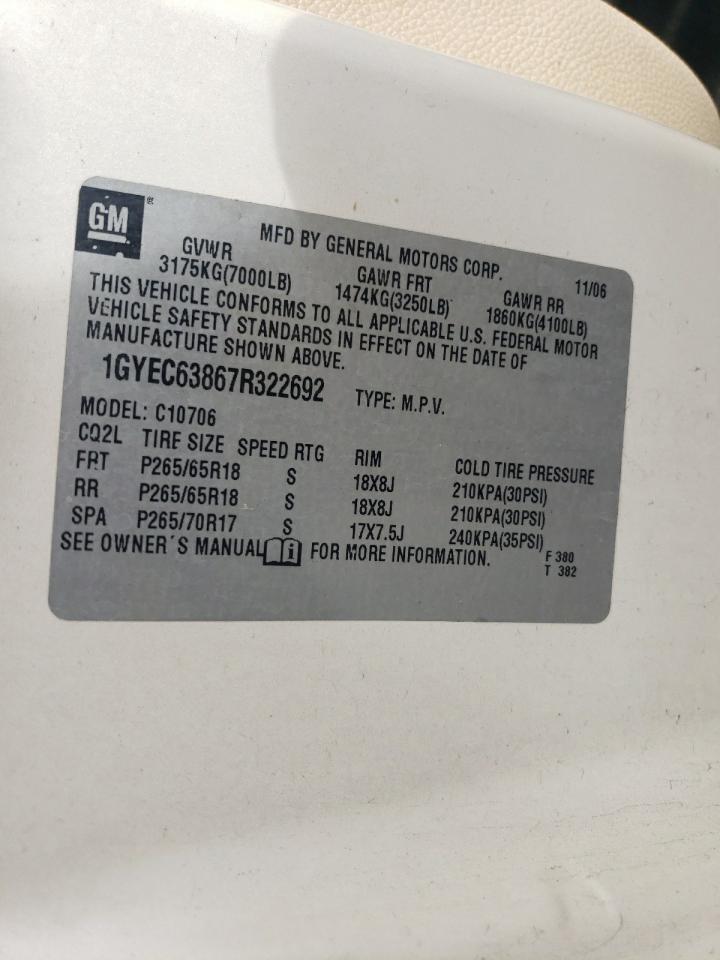 GM ®
MFD BY GENERAL MOTORS CORP. 11/06
GVWR GAWR FRT GAWR RR
3175KG(7000LB) 1474KG(3250LB) 1860KG(4100LB)
THIS VEHICLE CONFORMS TO ALL APPLICABLE U.S. FEDERAL MOTOR
VEHICLE SAFETY STANDARDS IN EFFECT ON THE DATE OF
MANUFACTURE SHOWN ABOVE.
1GYEC63867R322692 TYPE: M.P.V.
MODEL: C10706
CQ2L TIRE SIZE SPEED RTG RIM COLD TIRE PRESSURE
FRT P265/65R18 S 18X8J 210KPA(30PSI)
RR P265/65R18 S 18X8J 210KPA(30PSI)
SPA P265/70R17 S 17X7.5J 240KPA(35PSI)
SEE OWNER'S MANUAL i FOR MORE INFORMATION. F 380
T 382